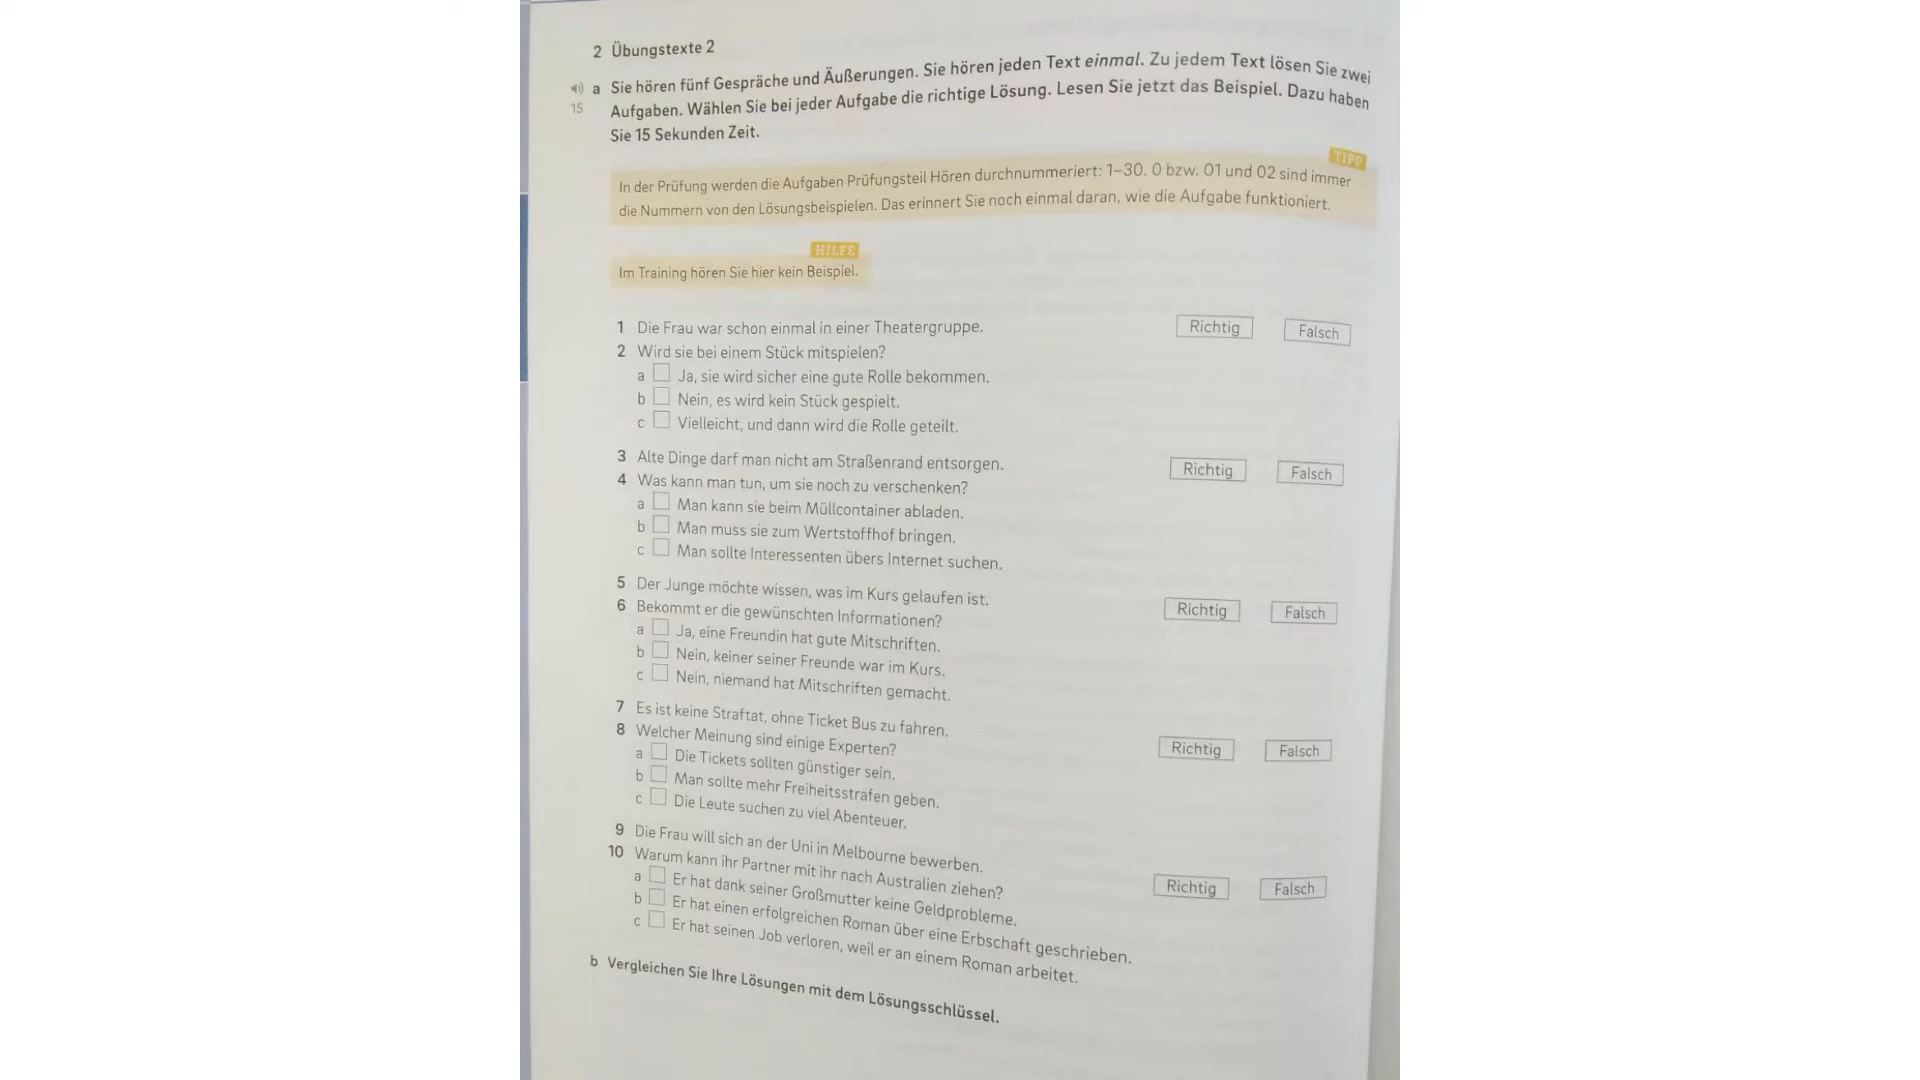 2 Übungstexte 2
a Sie hören fünf Gespräche und Äußerungen. Sie hören jeden Text einmal. Zu jedem Text lösen Sie zwei
15 Aufgaben. Wählen Sie bei jeder Aufgabe die richtige Lösung. Lesen Sie jetzt das Beispiel. Dazu haben
Sie 15 Sekunden Zeit.
TIPP
In der Prüfung werden die Aufgaben Prüfungsteil Hören durchnummeriert: 1–30. 0 bzw. 01 und 02 sind immer
die Nummern von den Lösungsbeispielen. Das erinnert Sie noch einmal daran, wie die Aufgabe funktioniert.
HILFE
Im Training hören Sie hier kein Beispiel.
1 Die Frau war schon einmal in einer Theatergruppe. Richtig Falsch
2 Wird sie bei einem Stück mitspielen?
a Ja, sie wird sicher eine gute Rolle bekommen.
b Nein, es wird kein Stück gespielt.
c Vielleicht, und dann wird die Rolle geteilt.
3 Alte Dinge darf man nicht am Straßenrand entsorgen. Richtig Falsch
4 Was kann man tun, um sie noch zu verschenken?
a Man kann sie beim Müllcontainer abladen.
b Man muss sie zum Wertstoffhof bringen.
c Man sollte Interessenten übers Internet suchen.
5 Der Junge möchte wissen, was im Kurs gelaufen ist. Richtig Falsch
6 Bekommt er die gewünschten Informationen?
a Ja, eine Freundin hat gute Mitschriften.
b Nein, keiner seiner Freunde war im Kurs.
c Nein, niemand hat Mitschriften gemacht.
7 Es ist keine Straftat, ohne Ticket Bus zu fahren. Richtig Falsch
8 Welcher Meinung sind einige Experten?
a Die Tickets sollten günstiger sein.
b Man sollte mehr Freiheitsstrafen geben.
c Die Leute suchen zu viel Abenteuer.
9 Die Frau will sich an der Uni in Melbourne bewerben. Richtig Falsch
10 Warum kann ihr Partner mit ihr nach Australien ziehen?
a Er hat dank seiner Großmutter keine Geldprobleme.
b Er hat einen erfolgreichen Roman über eine Erbschaft geschrieben.
c Er hat seinen Job verloren, weil er an einem Roman arbeitet.
b Vergleichen Sie Ihre Lösungen mit dem Lösungsschlüssel.